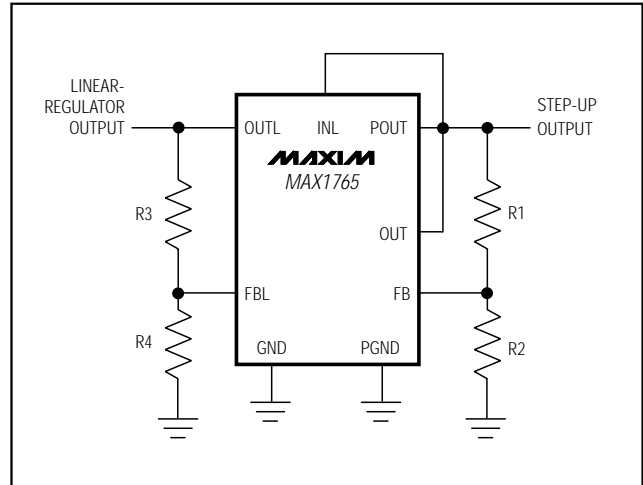 LINEAR-
REGULATOR
OUTPUT
OUTL
INL
POUT
STEP-UP
OUTPUT
MAXIM
MAX1765
R3
R1
OUT
FBL
FB
R4
R2
GND
PGND